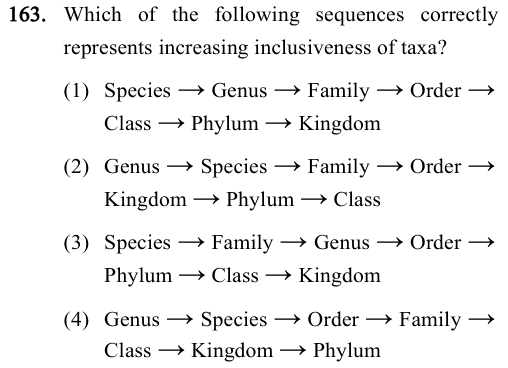 163. Which of the following sequences correctly
represents increasing inclusiveness of taxa?
(1) Species → Genus → Family → Order →
Class → Phylum → Kingdom
(2) Genus → Species → Family → Order →
Kingdom → Phylum → Class
(3) Species → Family → Genus → Order →
Phylum → Class → Kingdom
(4) Genus → Species → Order → Family →
Class → Kingdom → Phylum